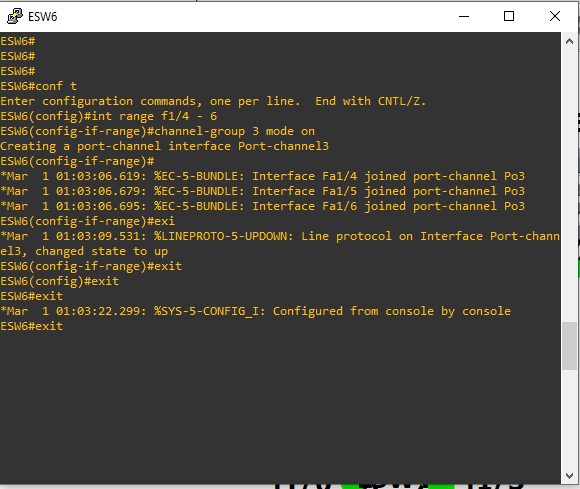 ESW6
ESW6#
ESW6#
ESW6#
ESW6#conf t
Enter configuration commands, one per line.  End with CNTL/Z.
ESW6(config)#int range f1/4 - 6
ESW6(config-if-range)#channel-group 3 mode on
Creating a port-channel interface Port-channel3
ESW6(config-if-range)#
*Mar  1 01:03:06.619: %EC-5-BUNDLE: Interface Fa1/4 joined port-channel Po3
*Mar  1 01:03:06.679: %EC-5-BUNDLE: Interface Fa1/5 joined port-channel Po3
*Mar  1 01:03:06.695: %EC-5-BUNDLE: Interface Fa1/6 joined port-channel Po3
ESW6(config-if-range)#exi
*Mar  1 01:03:09.531: %LINEPROTO-5-UPDOWN: Line protocol on Interface Port-chann
el3, changed state to up
ESW6(config-if-range)#exit
ESW6(config)#exit
ESW6#exit
*Mar  1 01:03:22.299: %SYS-5-CONFIG_I: Configured from console by console
ESW6#exit